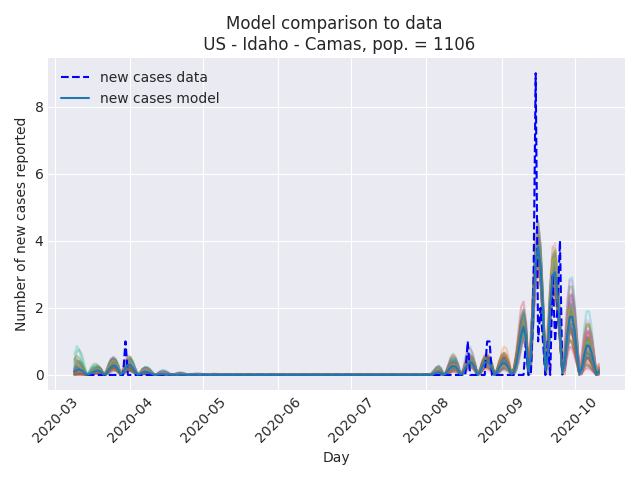 Model comparison to data
US - Idaho - Camas, pop. = 1106
new cases data
new cases model
Number of new cases reported
8
6
4
2
0
2020-03
2020-04
2020-05
2020-06
2020-07
2020-08
2020-09
2020-10
Day